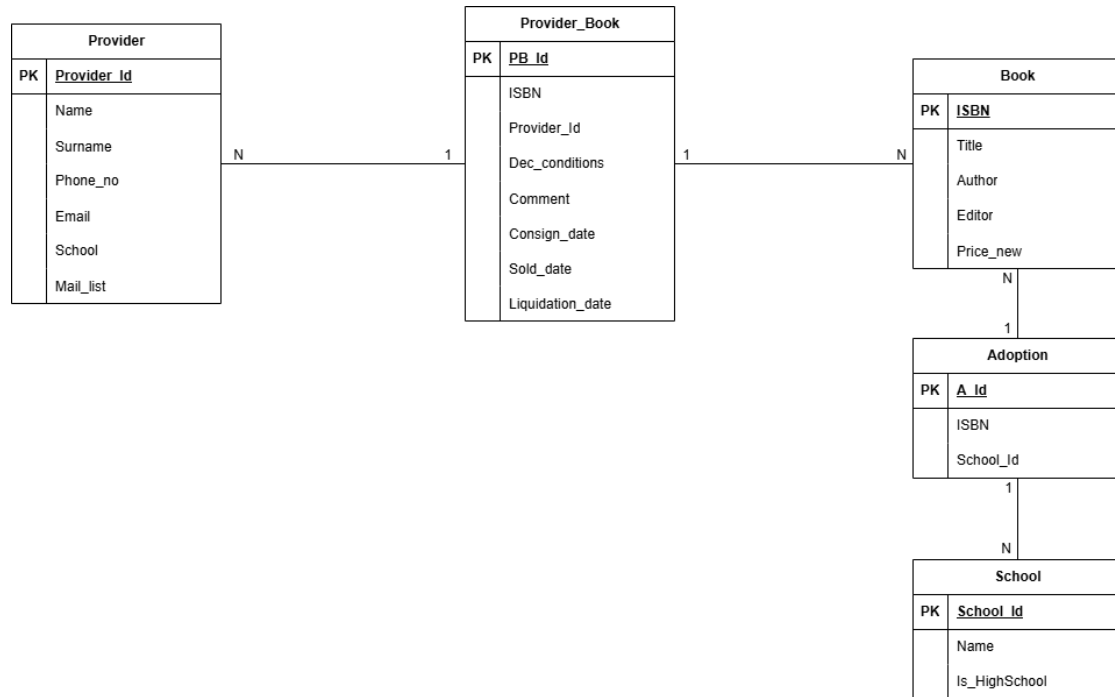 Provider
PK Provider_Id
Name
Surname
Phone_no
Email
School
Mail_list
N 1
Provider_Book
PK PB_Id
ISBN
Provider_Id
Dec_conditions
Comment
Consign_date
Sold_date
Liquidation_date
1 N
Book
PK ISBN
Title
Author
Editor
Price_new
N
1
Adoption
PK A_Id
ISBN
School_Id
1
N
School
PK School_Id
Name
Is_HighSchool